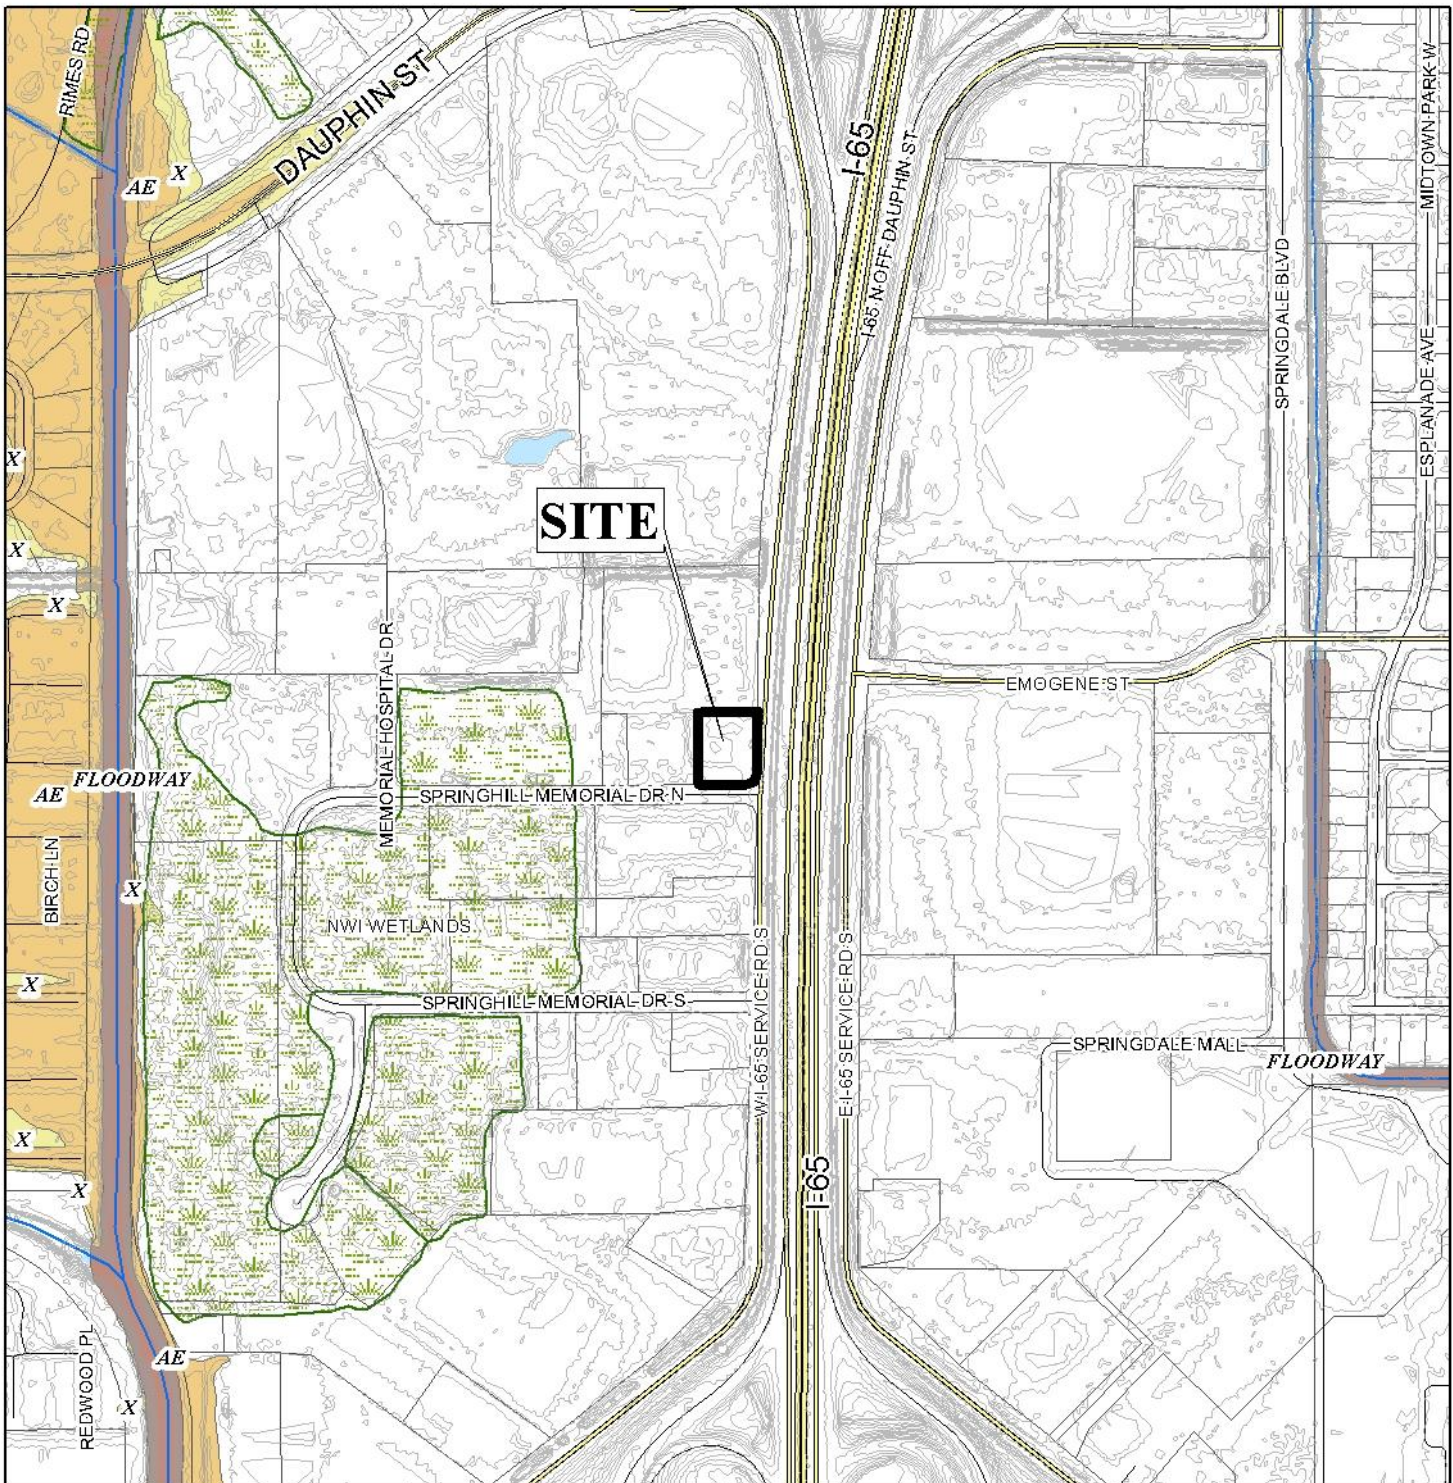 RIMES RD
DAUPHIN ST
AE
X
I-65
I-65 N OFF DAUPHIN ST
SPRINGDALE BLVD
MIDTOWN PARK W
ESPLANADE AVE
X
X
X
SITE
MEMORIAL HOSPITAL DR
EMOGENE ST
FLOODWAY
AE
SPRINGHILL MEMORIAL DR N
BIRCH LN
X
NWI WETLANDS
X
SPRINGHILL MEMORIAL DR S
W I-65 SERVICE RD S
E I-65 SERVICE RD S
SPRINGDALE MALL
FLOODWAY
X
X
I-65
REDWOOD PL
AE
X